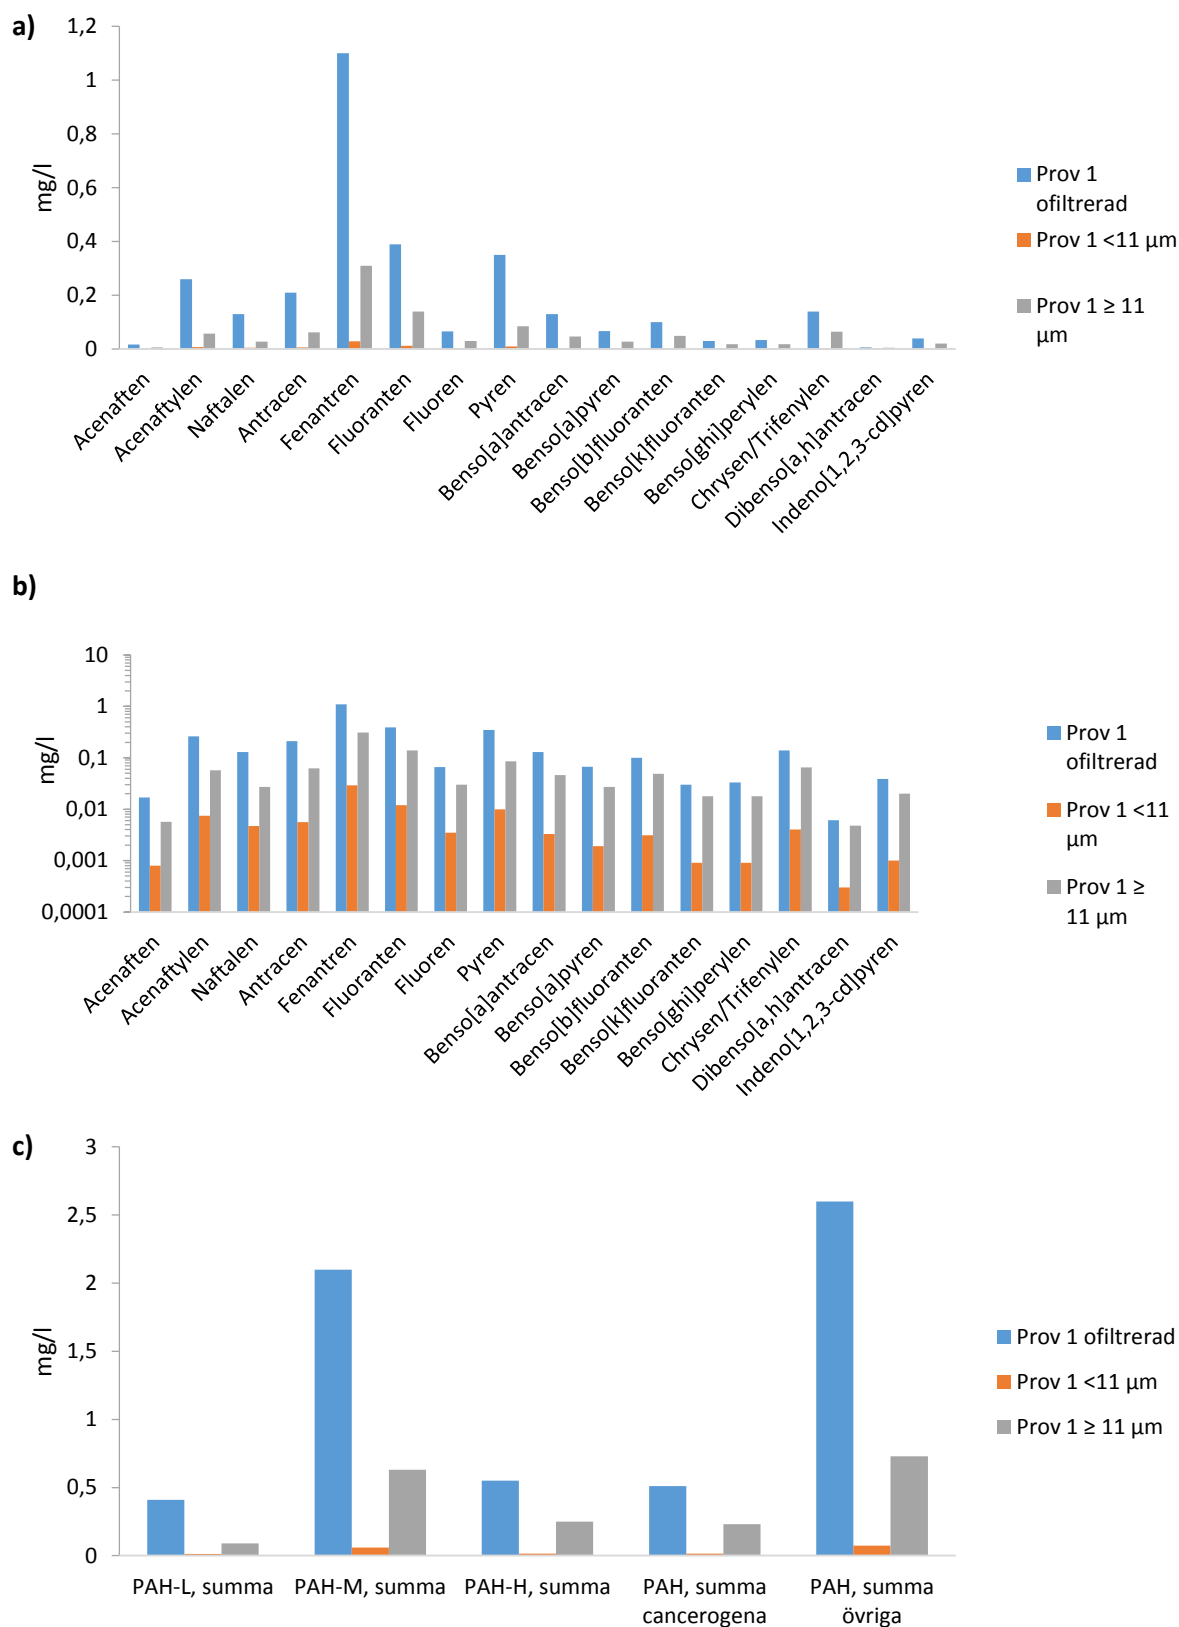 a)
1,2
1
0,8
0,6
0,4
0,2
0
mg/l
Acenaften
Acenaftylen
Naftalen
Antracen
Fenantren
Fluoranten
Fluoren
Pyren
Benso[a]antracen
Benso[a]pyren
Benso[b]fluoranten
Benso[k]fluoranten
Benso[ghi]perylen
Chrysen/Trifenylen
Dibenso[a,h]antracen
Indeno[1,2,3-cd]pyren
Prov 1
ofiltrerad
Prov 1 <11 µm
Prov 1 ≥ 11
µm
b)
10
1
0,1
0,01
0,001
0,0001
mg/l
Acenaften
Acenaftylen
Naftalen
Antracen
Fenantren
Fluoranten
Fluoren
Pyren
Benso[a]antracen
Benso[a]pyren
Benso[b]fluoranten
Benso[k]fluoranten
Benso[ghi]perylen
Chrysen/Trifenylen
Dibenso[a,h]antracen
Indeno[1,2,3-cd]pyren
Prov 1
ofiltrerad
Prov 1 <11
µm
Prov 1 ≥
11 µm
c)
3
2,5
2
1,5
1
0,5
0
mg/l
PAH-L, summa
PAH-M, summa
PAH-H, summa
PAH, summa
cancerogena
PAH, summa
övriga
Prov 1 ofiltrerad
Prov 1 <11 µm
Prov 1 ≥ 11 µm